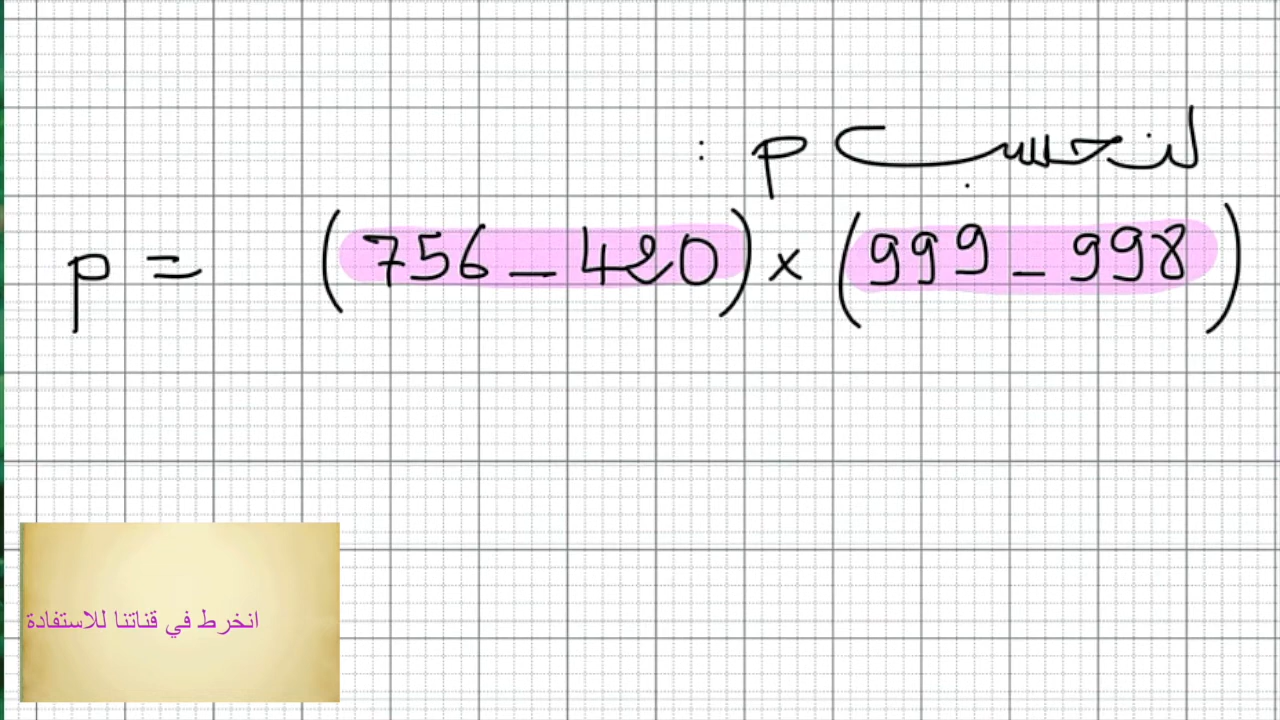 لنحسب p :
p = (756 - 420) × (999 - 998)
انخرط في قناتنا للاستفادة